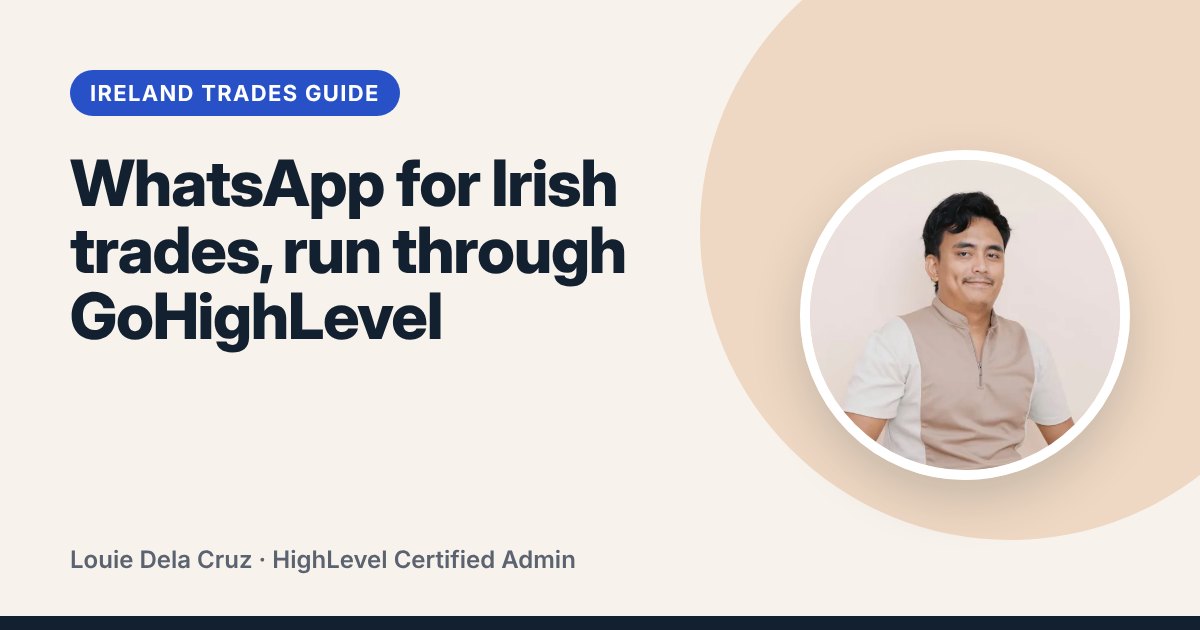 IRELAND TRADES GUIDE
WhatsApp for Irish
trades, run through
GoHighLevel
Louie Dela Cruz · HighLevel Certified Admin